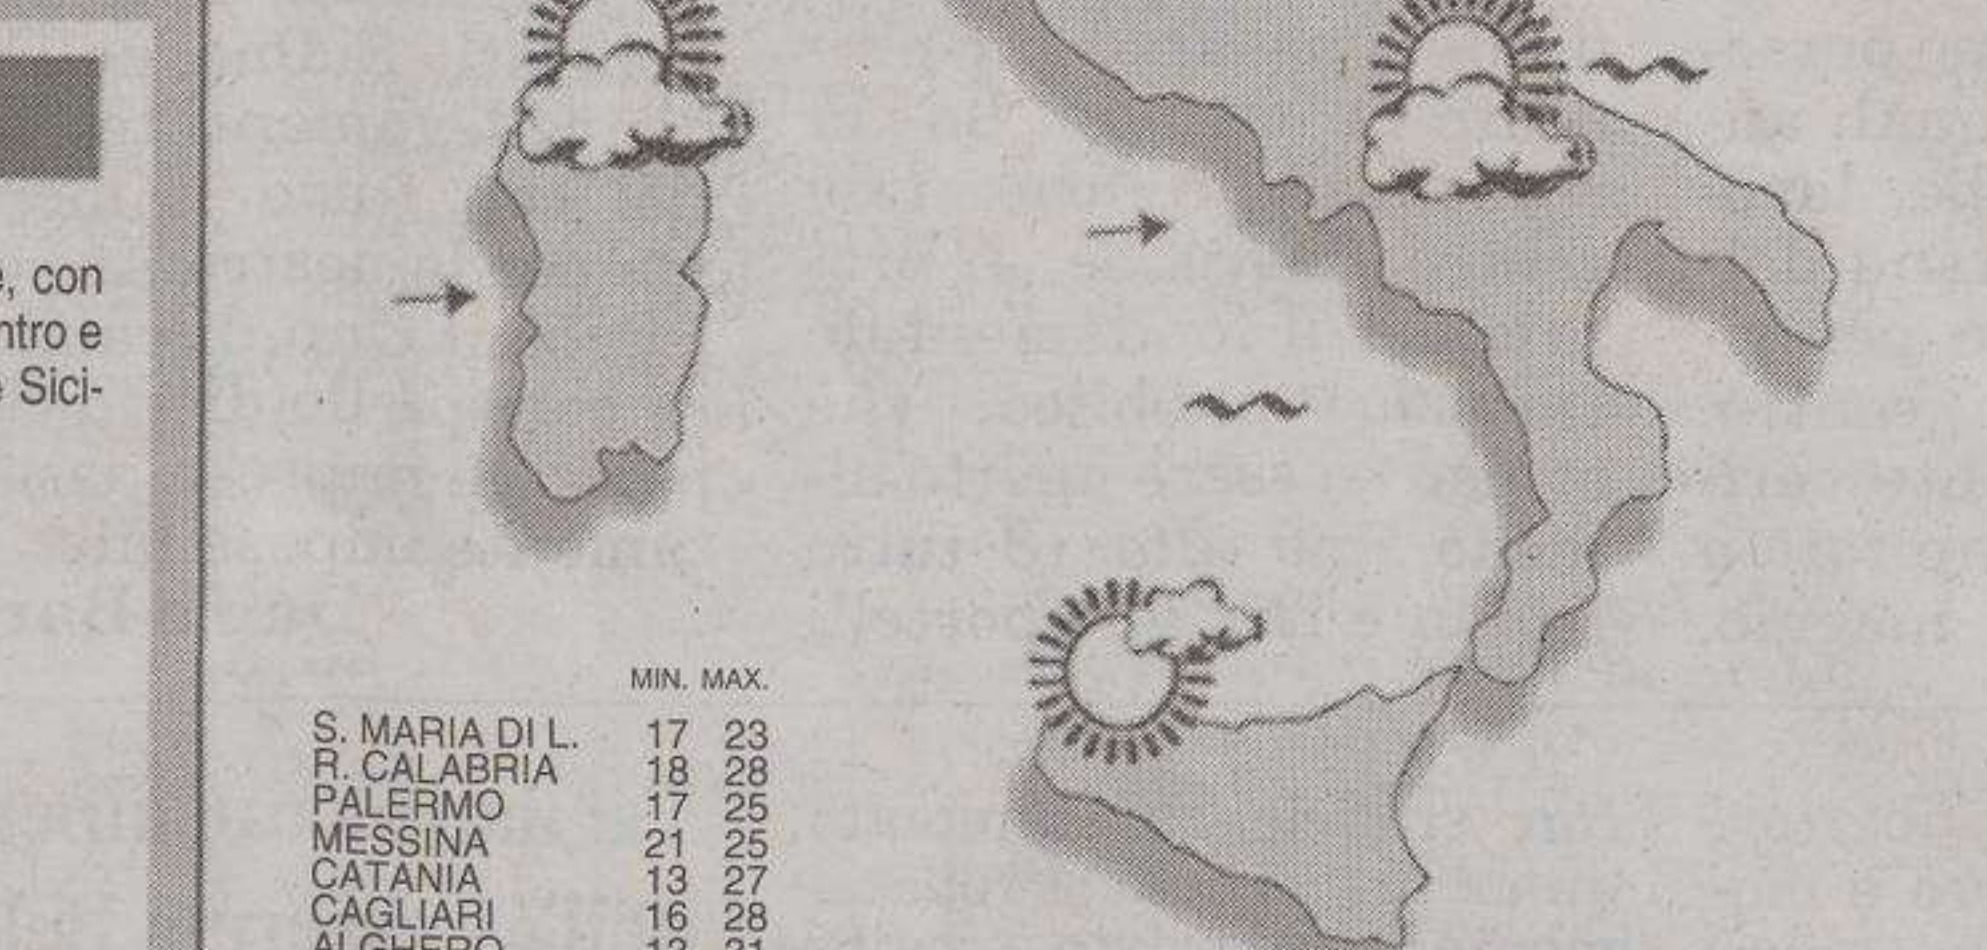 e, con
ntro e
e Sici-
MIN. MAX.
S. MARIA DI L. 17 23
R. CALABRIA 18 28
PALERMO 17 25
MESSINA 21 25
CATANIA 13 27
CAGLIARI 16 28
ALGHERO